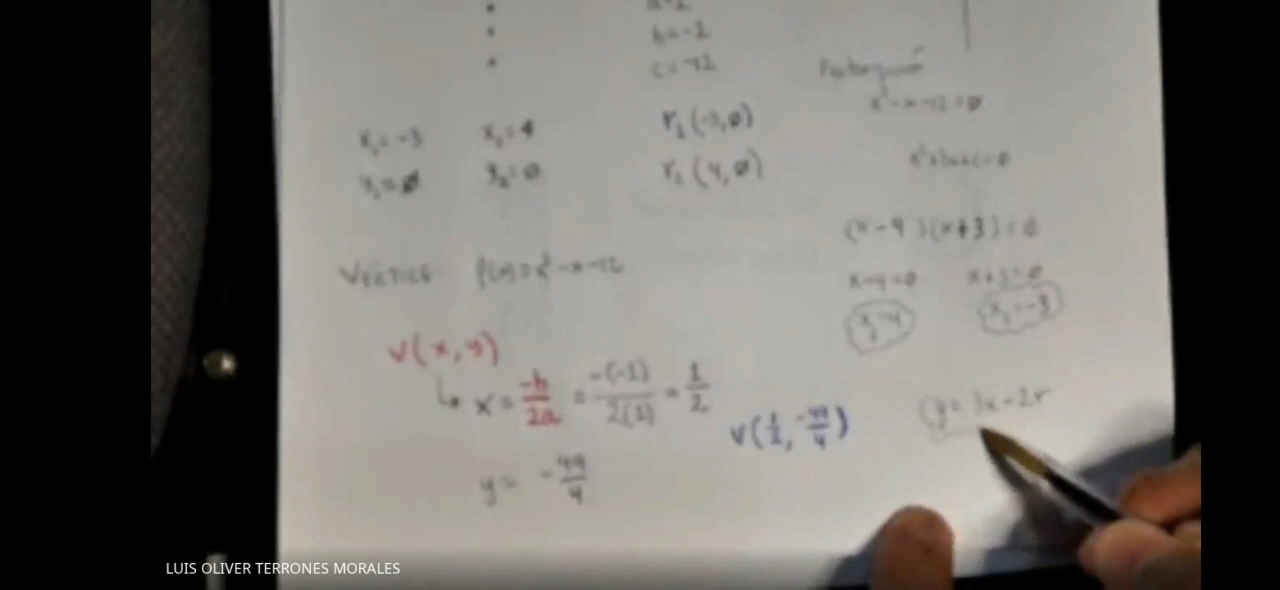 b=-1
c=-12
Factorización
x²-x-12=0
x₁=-3 x₂=4 r₁(-3,0)
y₁=0 y₂=0 r₂(4,0)
x²+bx+c=0
(x-4)(x+3)=0
VÉRTICE f(x)=x²-x-12
x-4=0 x+3=0
x₂=4 x₁=-3
V(x,y)
x = -b/2a = -(-1)/2(1) = 1/2
V(1/2, -49/4)
y = -49/4
LUIS OLIVER TERRONES MORALES